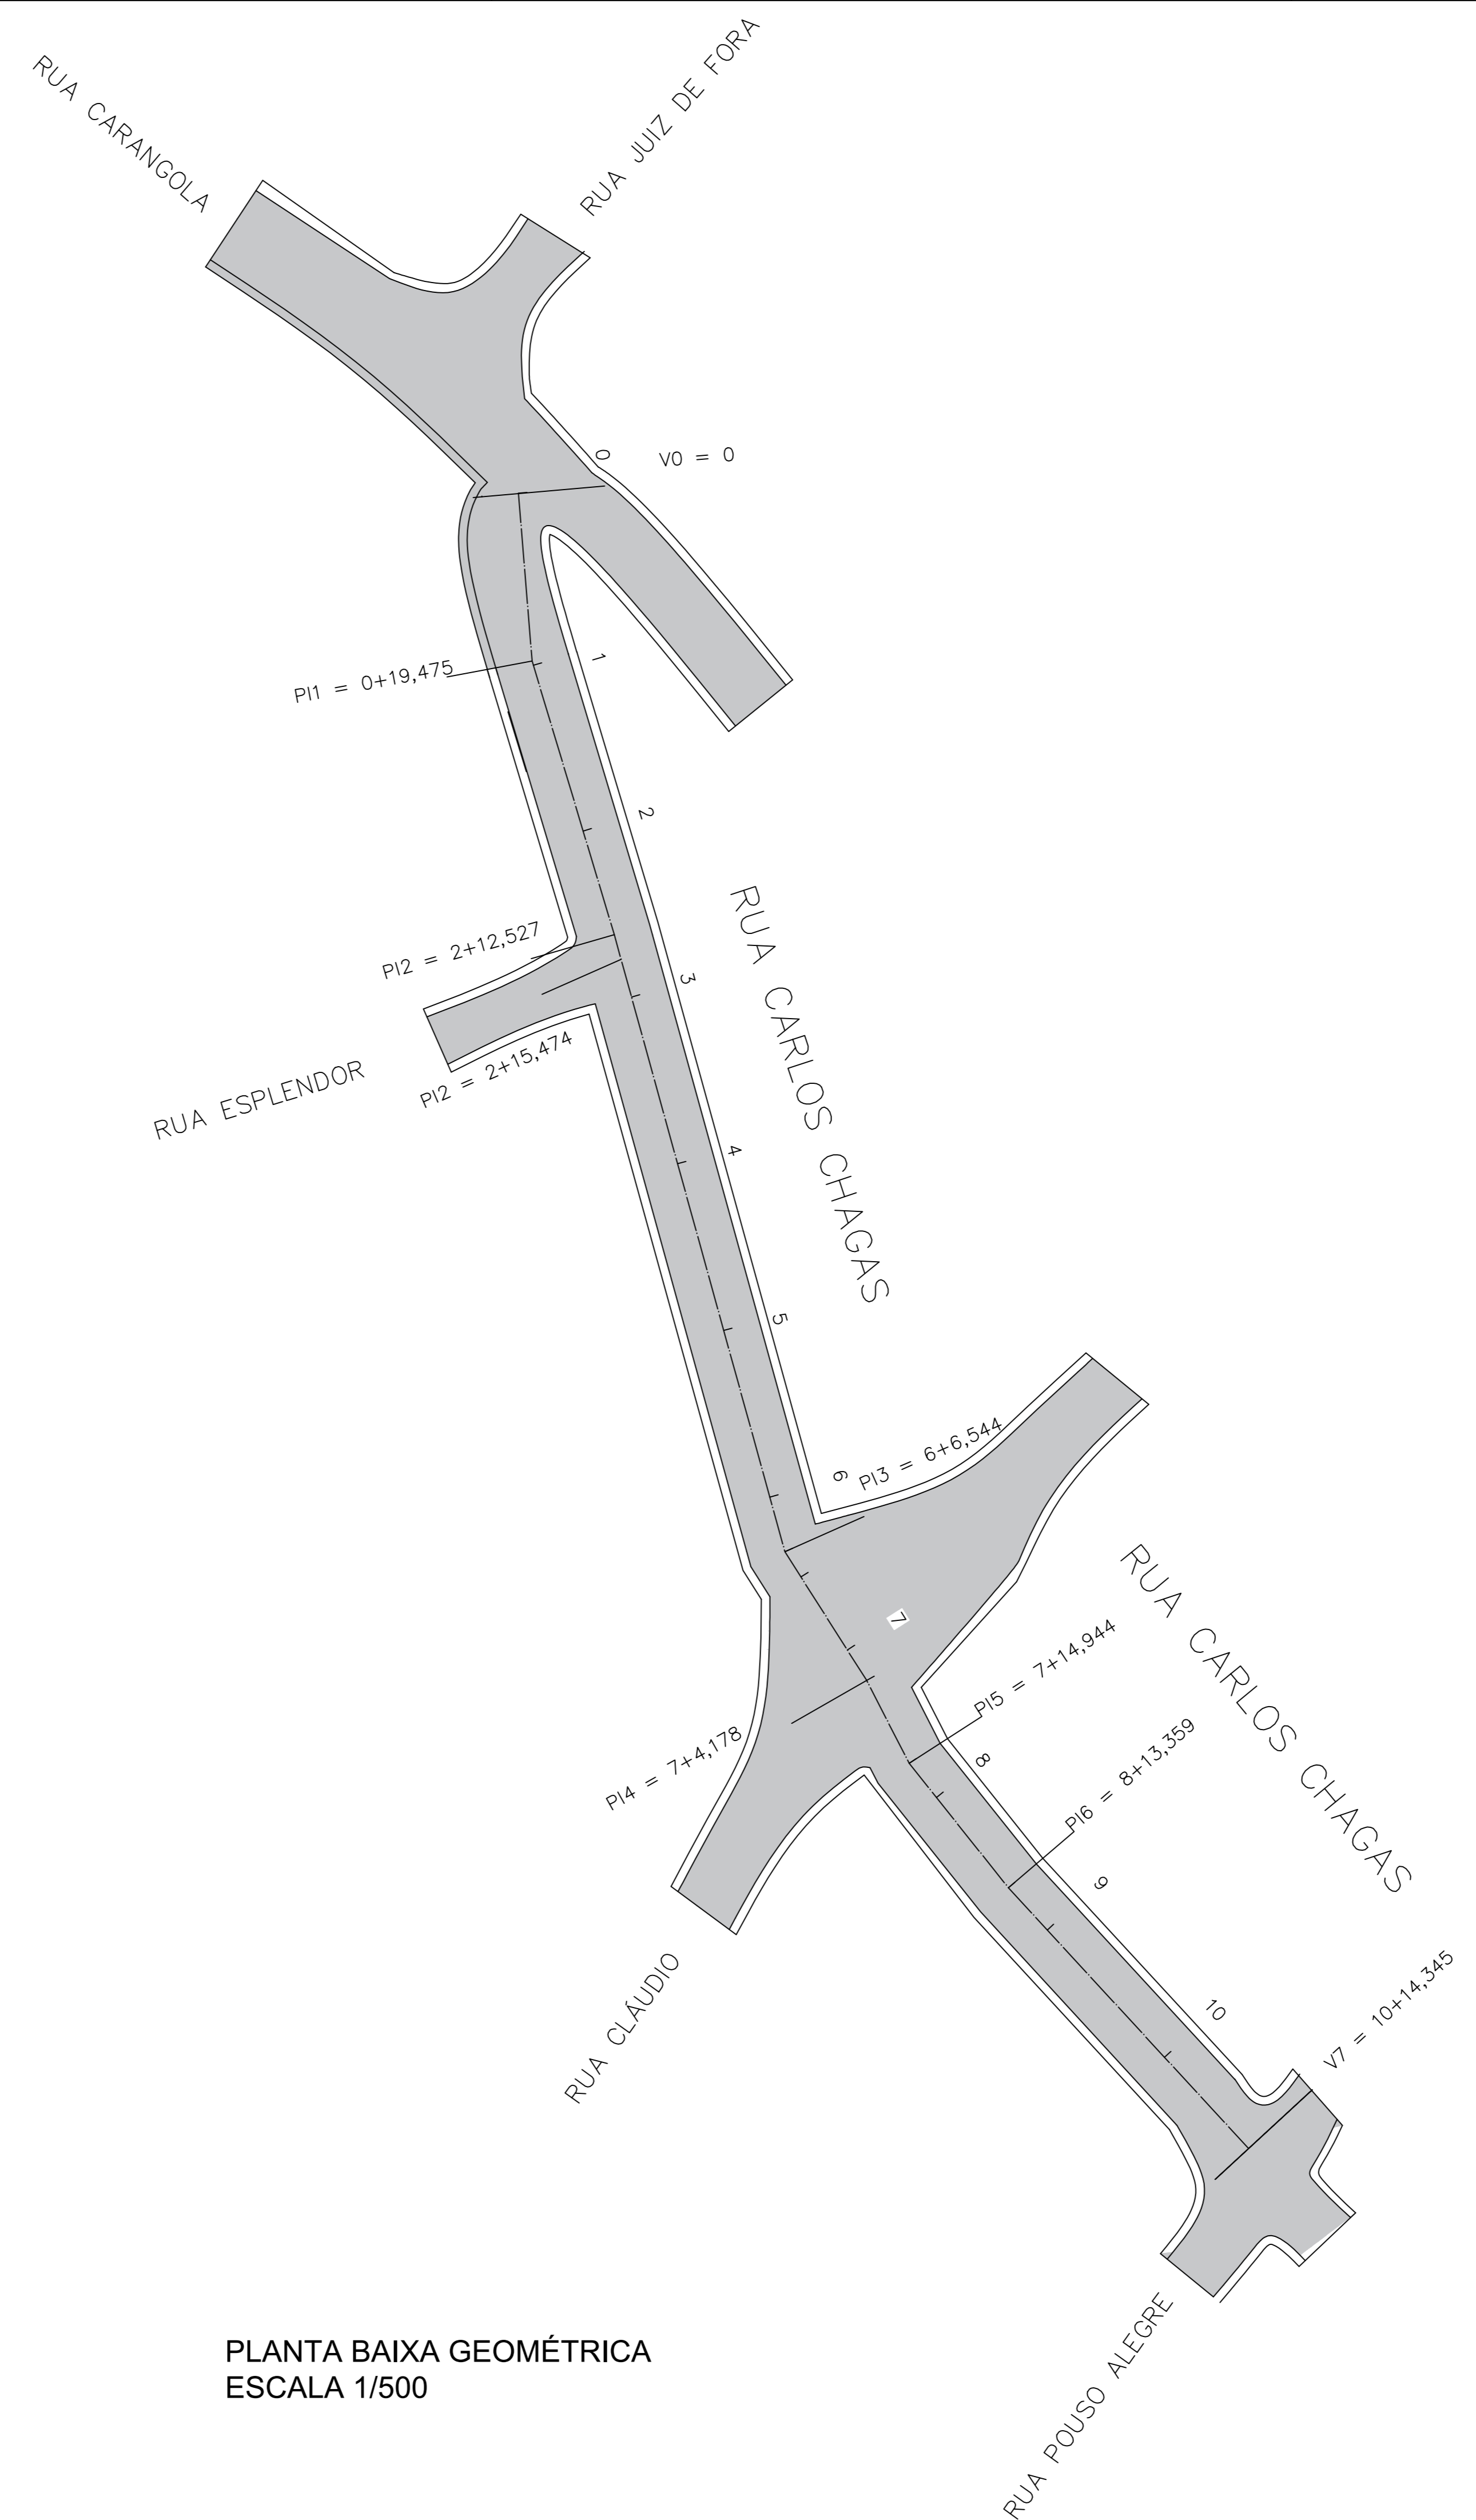 RUA CARANGOLA
RUA JUIZ DE FORA
0
V0 = 0
1
PI1 = 0+19,475
2
RUA CARLOS CHAGAS
PI2 = 2+12,527
3
PI2 = 2+15,474
RUA ESPLENDOR
4
5
6
PI3 = 6+6,544
RUA CARLOS CHAGAS
7
PI5 = 7+14,944
PI4 = 7+4,178
8
PI6 = 8+13,359
9
RUA CLÁUDIO
10
V7 = 10+14,345
RUA POUSO ALEGRE
PLANTA BAIXA GEOMÉTRICA
ESCALA 1/500